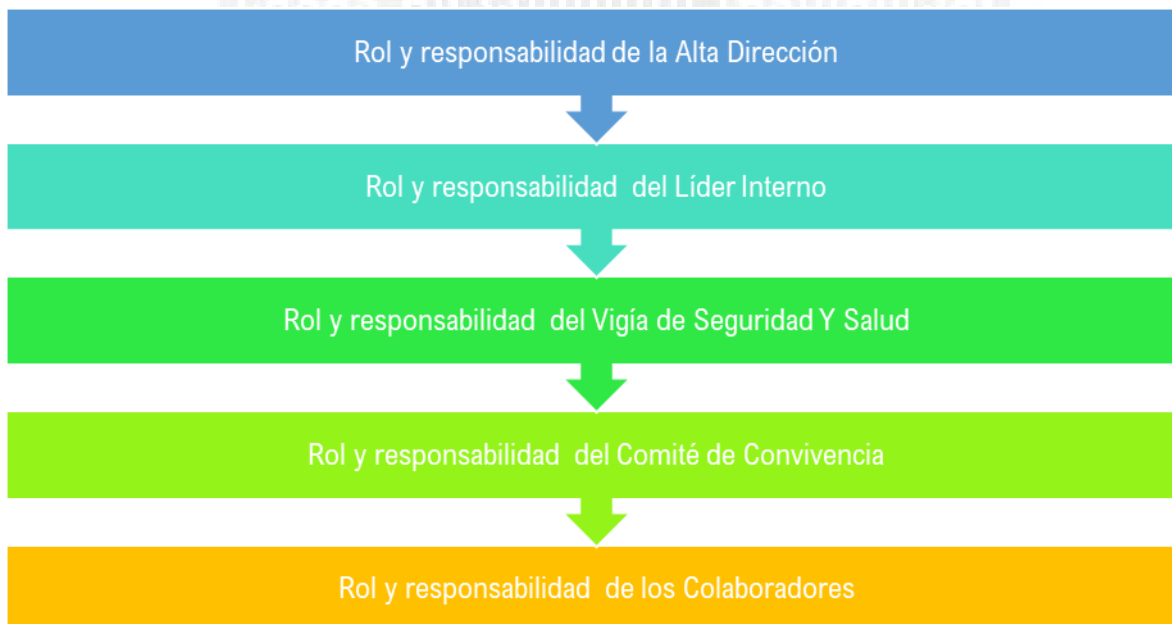 Rol y responsabilidad de la Alta Dirección
Rol y responsabilidad del Líder Interno
Rol y responsabilidad del Vigía de Seguridad Y Salud
Rol y responsabilidad del Comité de Convivencia
Rol y responsabilidad de los Colaboradores